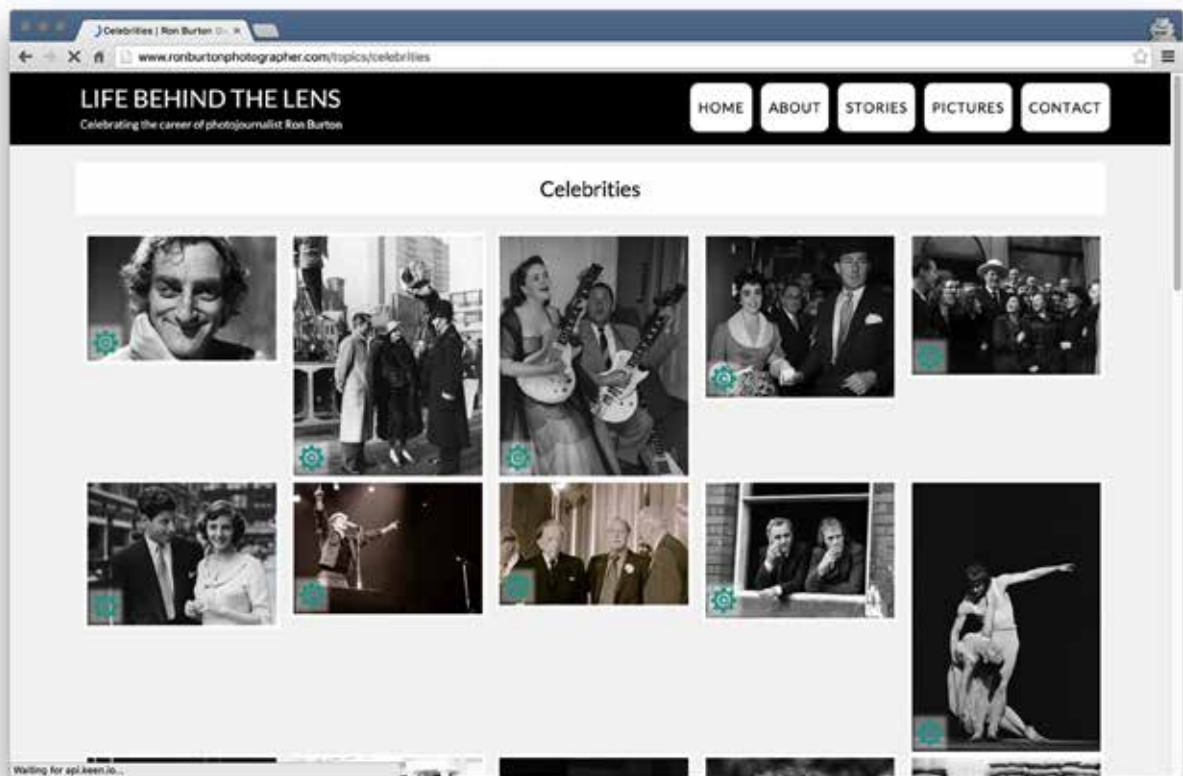 Celebrities | Ron Burton
www.ronburtonphotographer.com/topics/celebrities
LIFE BEHIND THE LENS
Celebrating the career of photojournalist Ron Burton
HOME
ABOUT
STORIES
PICTURES
CONTACT
Celebrities
Waiting for api.keen.io...